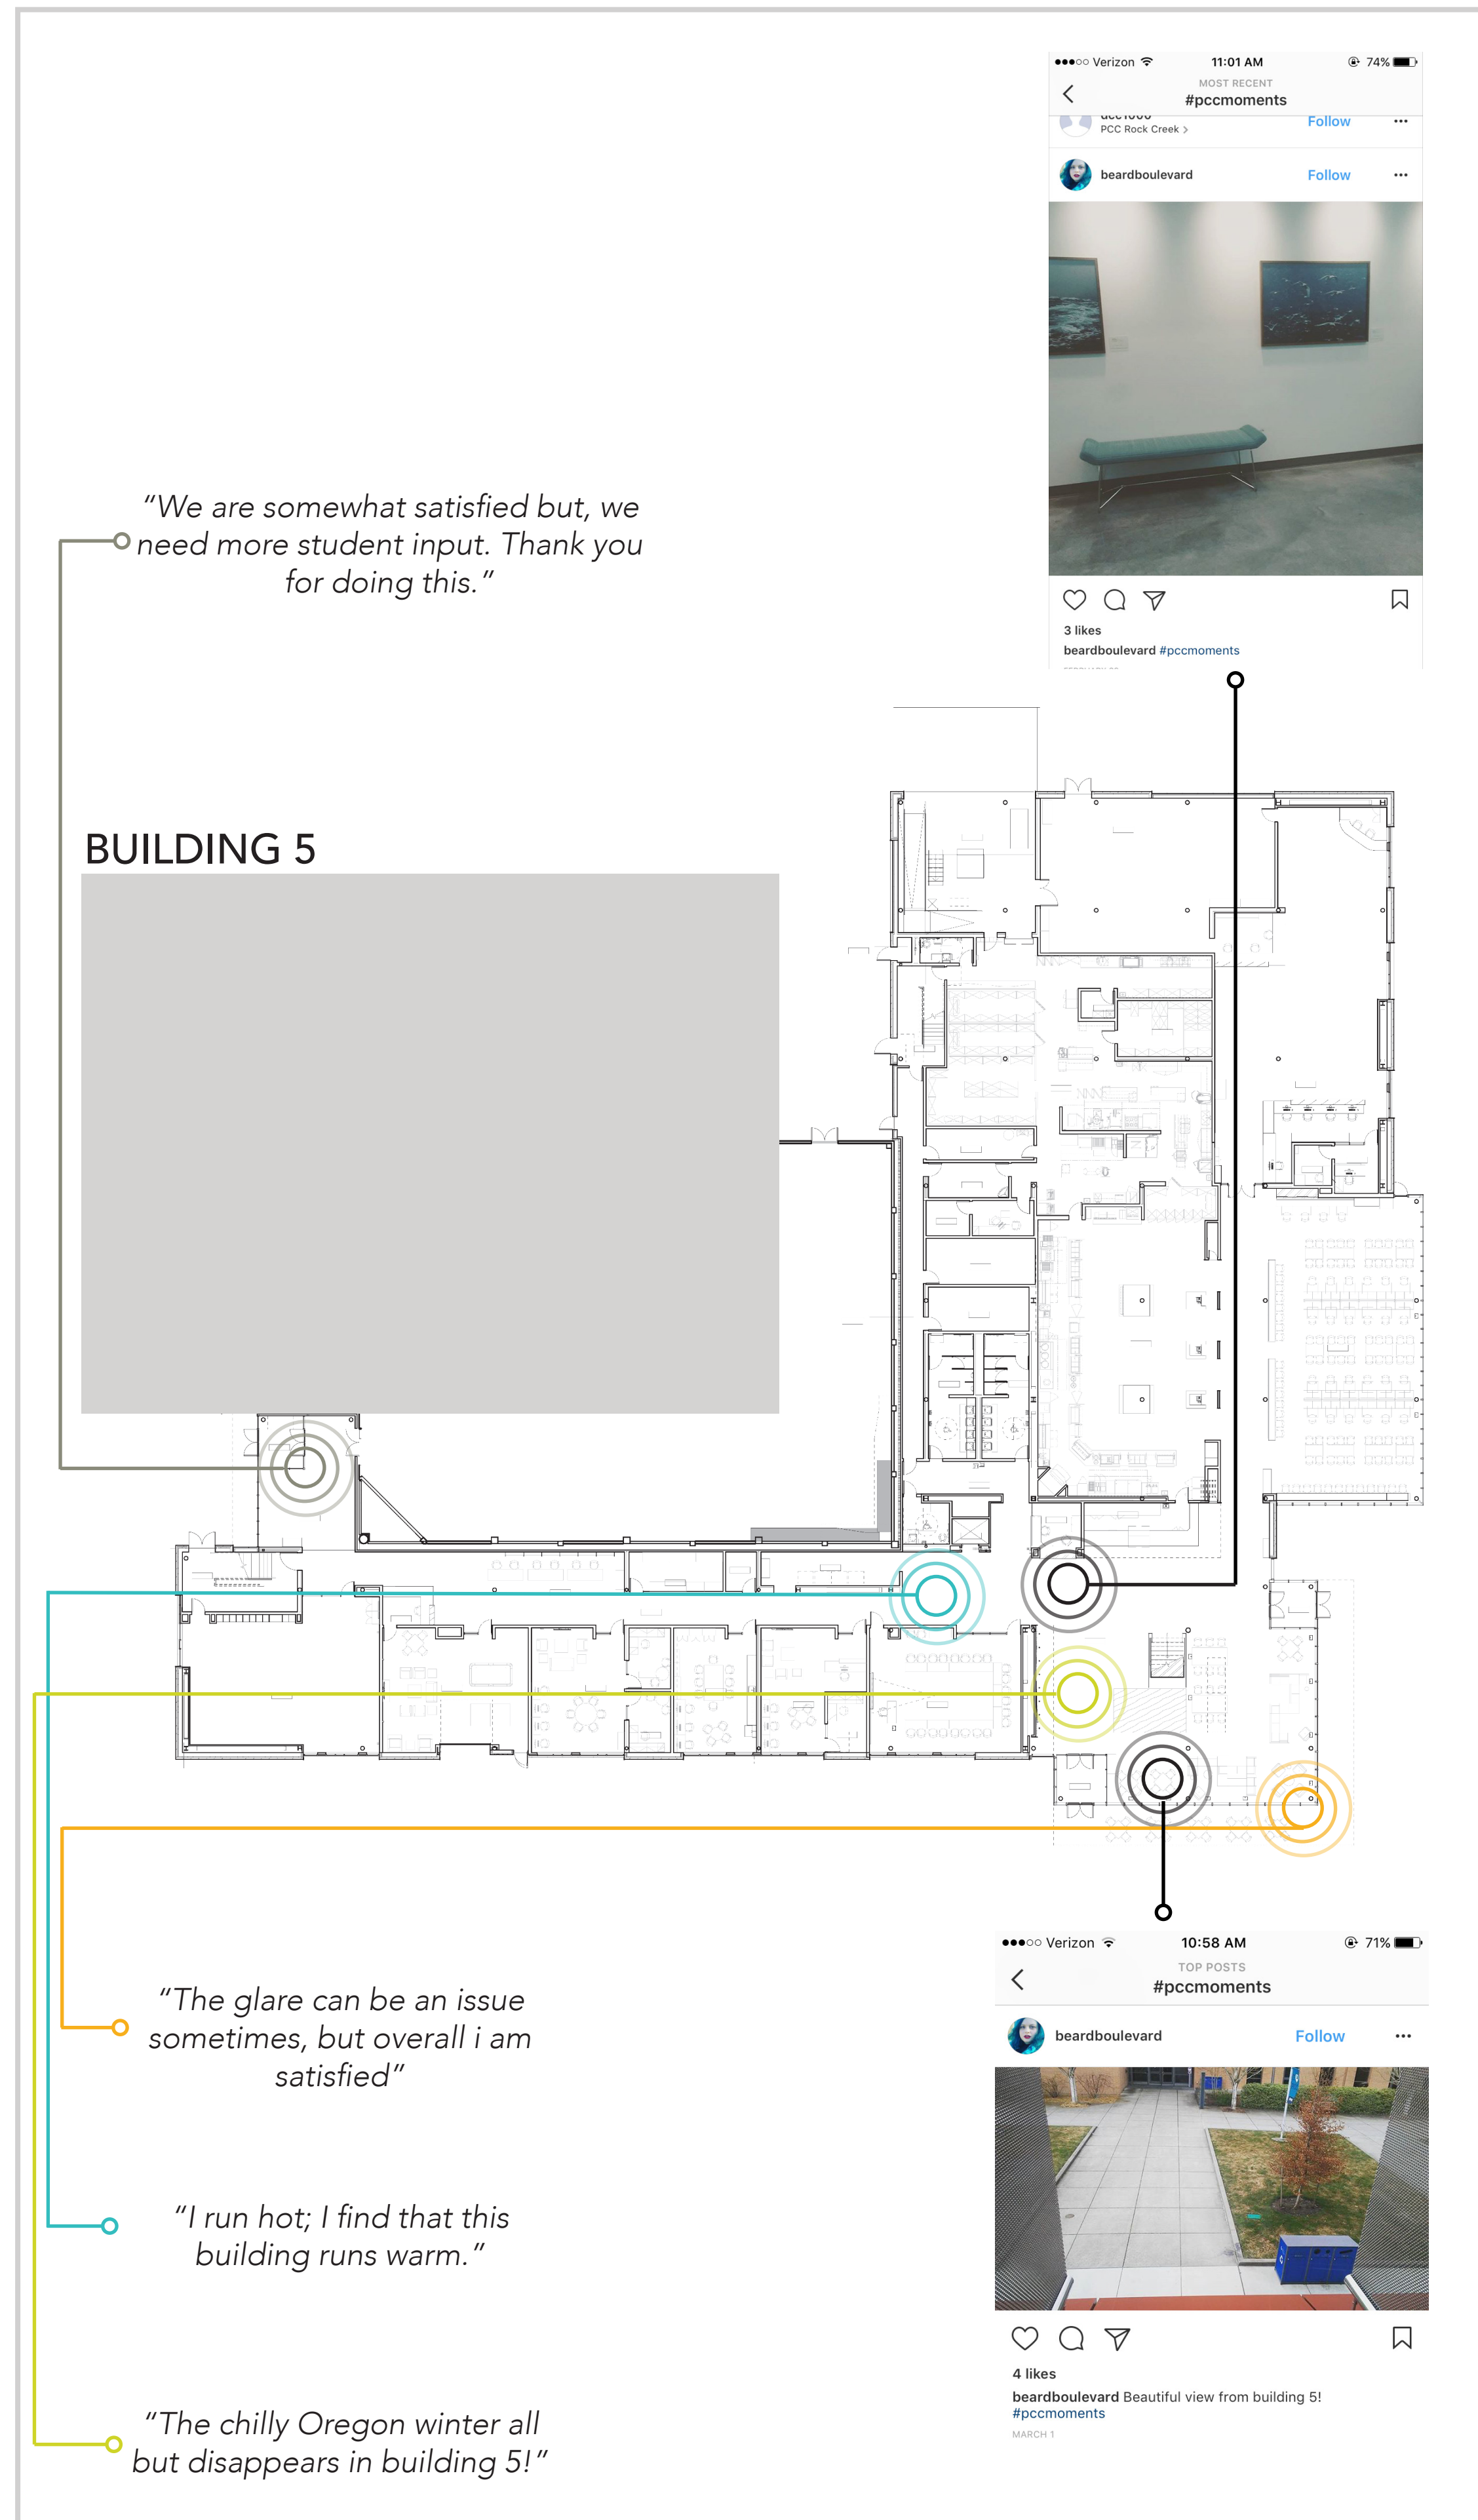 Verizon 11:01 AM 74%
MOST RECENT
#pccmoments
PCC Rock Creek >
Follow
beardboulevard
Follow
3 likes
beardboulevard #pccmoments
“We are somewhat satisfied but, we
need more student input. Thank you
for doing this.”
BUILDING 5
“The glare can be an issue
sometimes, but overall i am
satisfied”
“I run hot; I find that this
building runs warm.”
“The chilly Oregon winter all
but disappears in building 5!”
Verizon 10:58 AM 71%
TOP POSTS
#pccmoments
beardboulevard
Follow
4 likes
beardboulevard Beautiful view from building 5!
#pccmoments
MARCH 1